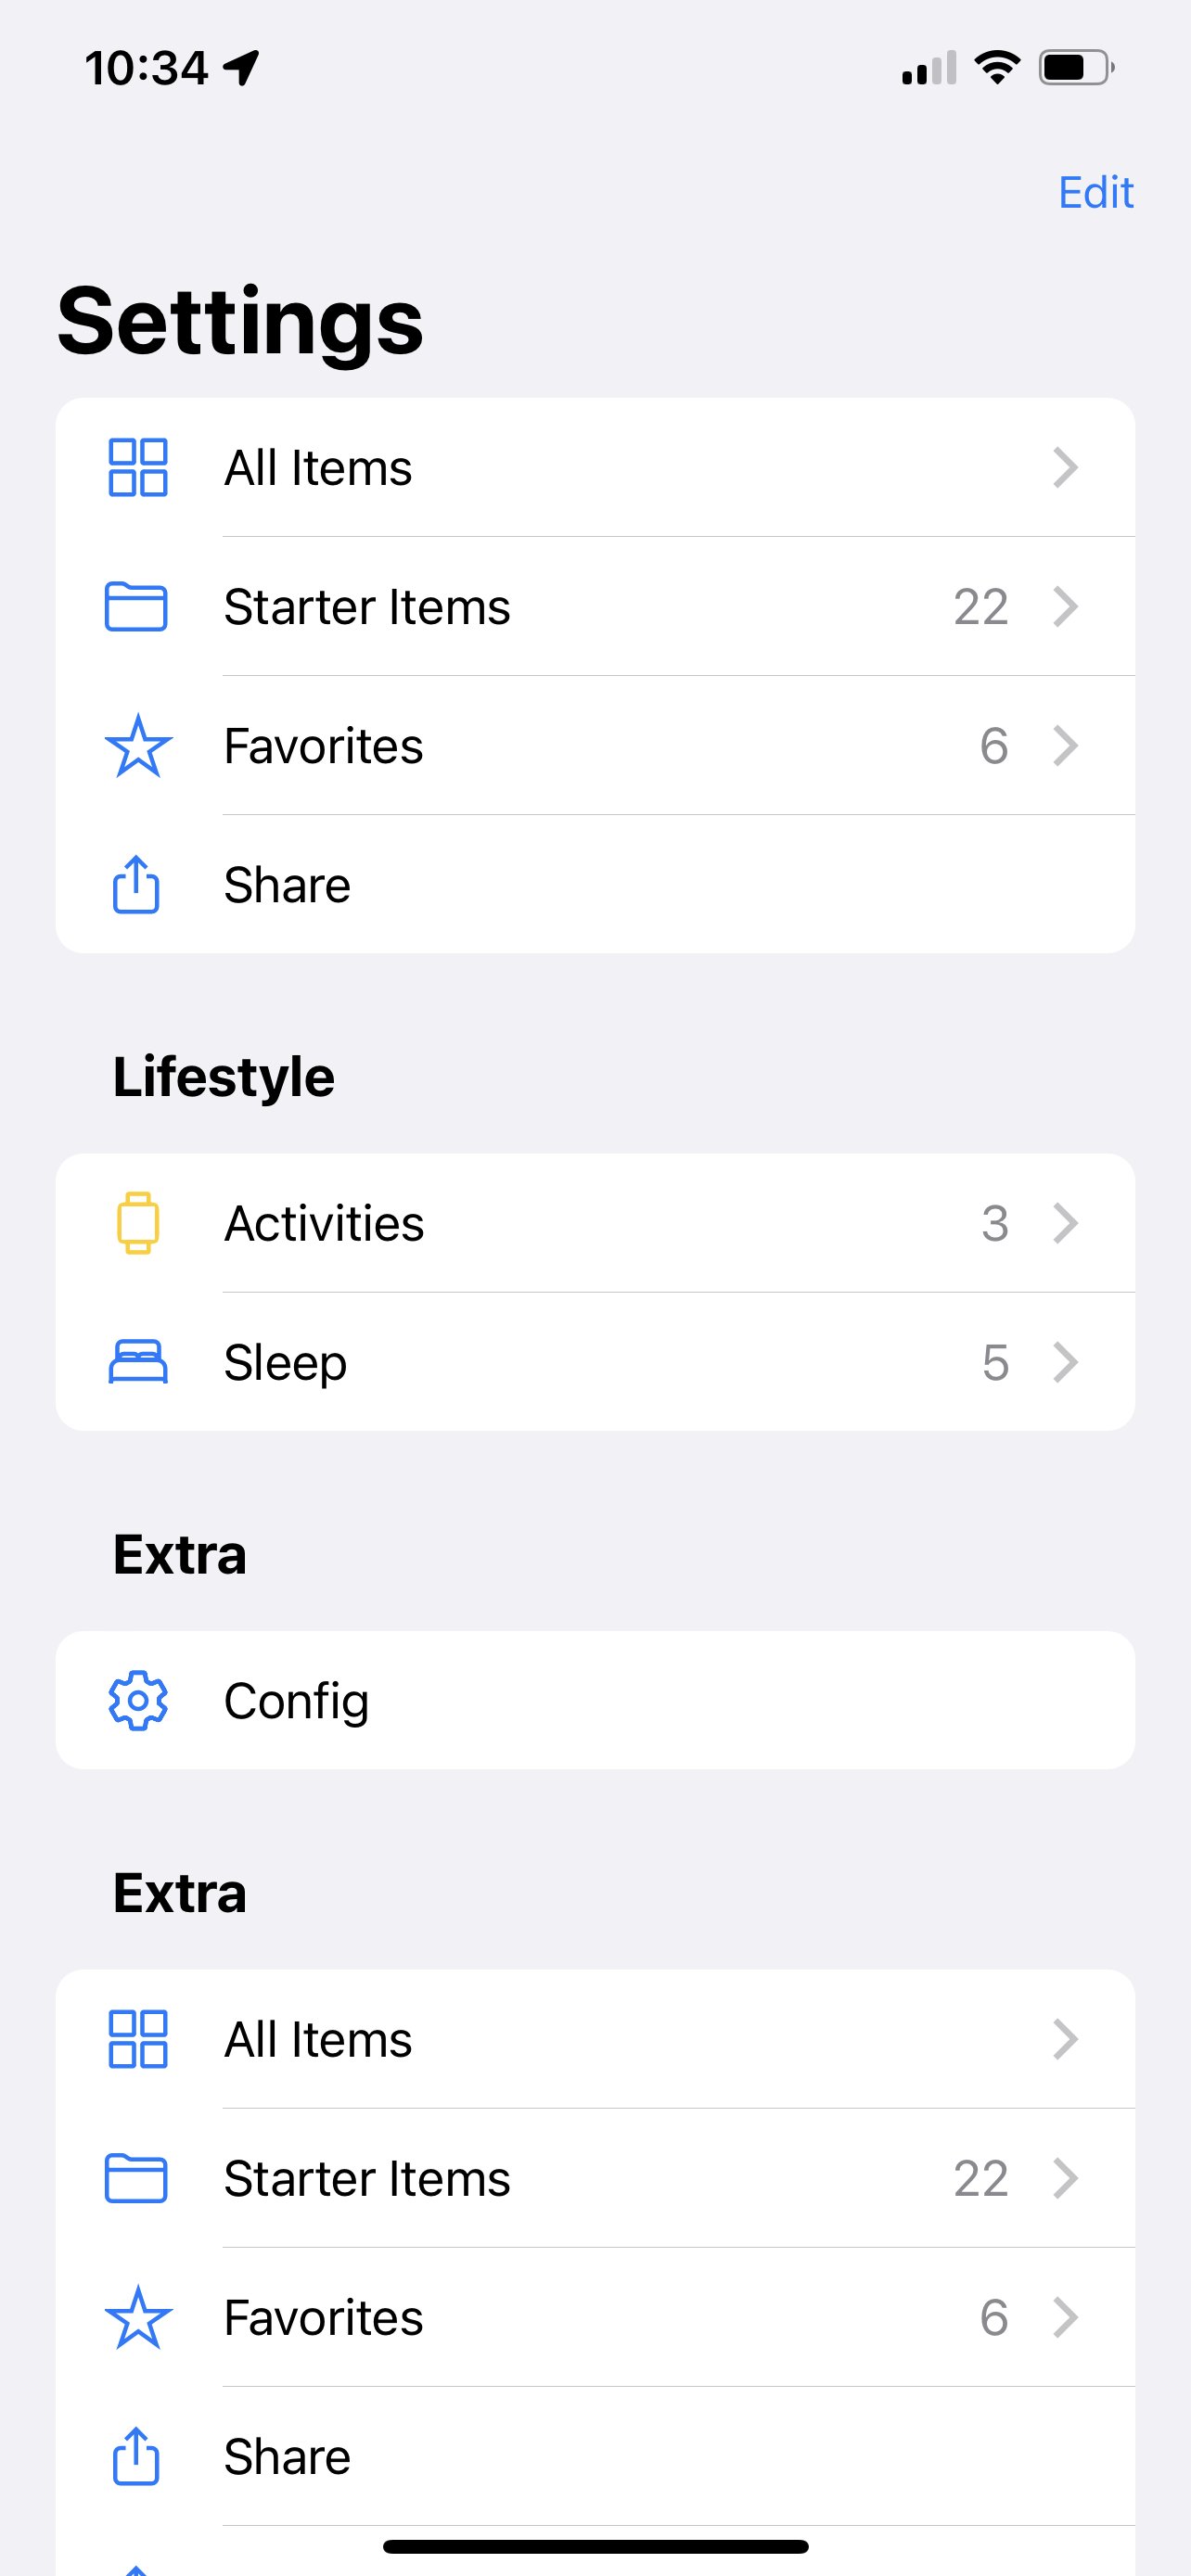 10:34
Edit
Settings
All Items
Starter Items 22
Favorites 6
Share
Lifestyle
Activities 3
Sleep 5
Extra
Config
Extra
All Items
Starter Items 22
Favorites 6
Share